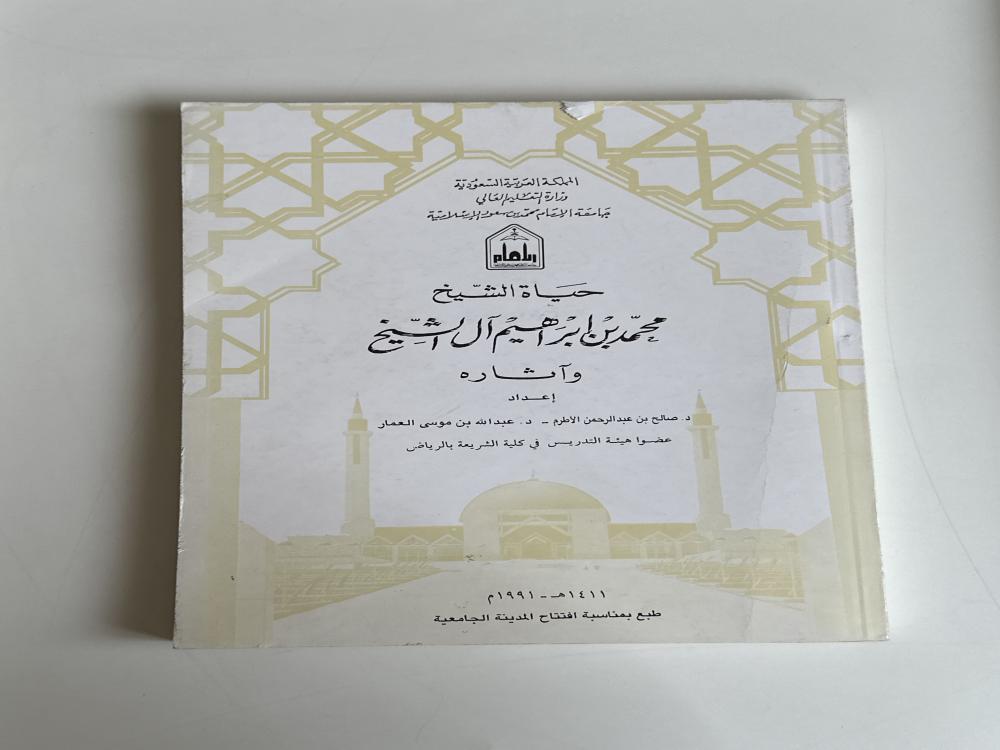 المملكة العربية السعودية
وزارة التعليم العالي
جامعة الإمام محمد بن سعود الإسلامية
الإمام
حياة الشيخ
محمد بن إبراهيم آل الشيخ
وآثاره
إعداد
د. صالح بن عبدالرحمن الأطرم - د. عبدالله بن موسى العمار
عضوا هيئة التدريس في كلية الشريعة بالرياض
١٤١١هـ - ١٩٩١م
طبع بمناسبة افتتاح المدينة الجامعية